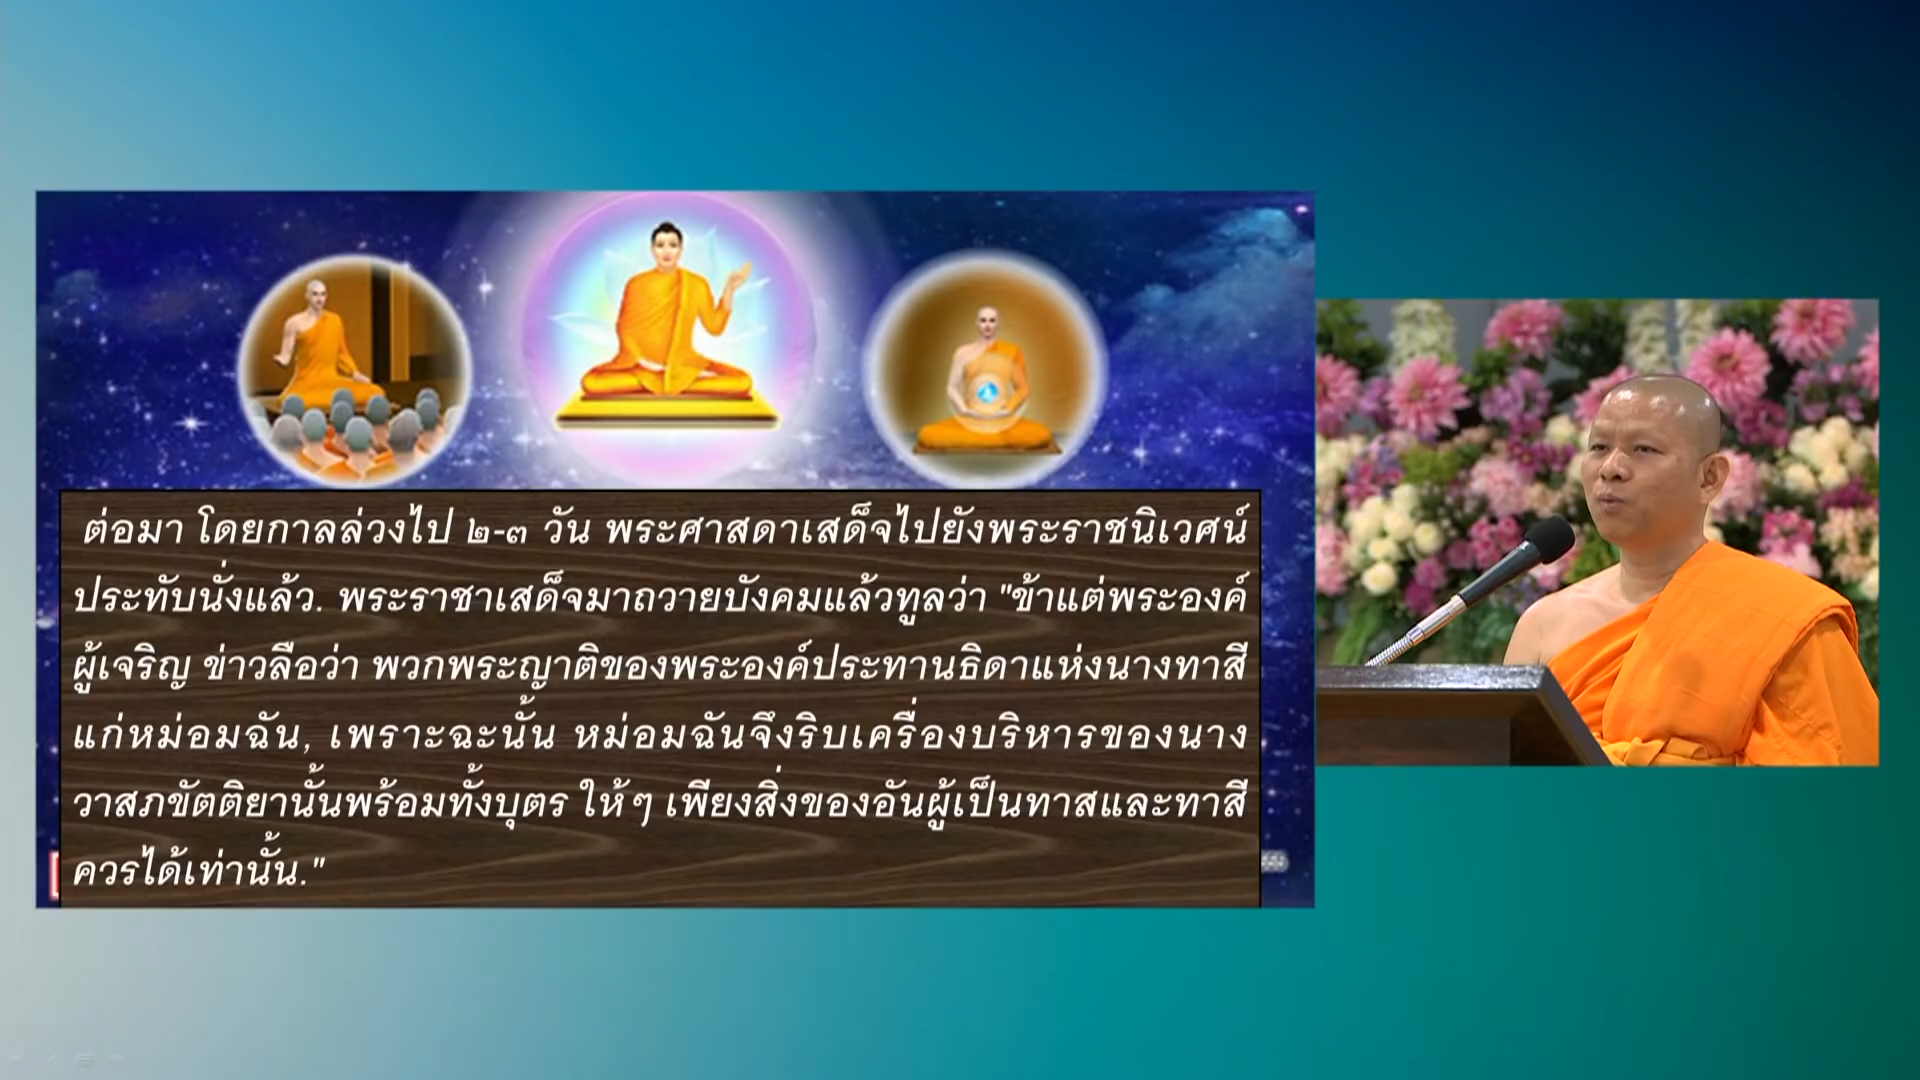 ต่อมา โดยกาลล่วงไป ๒-๓ วัน พระศาสดาเสด็จไปยังพระราชนิเวศน์
ประทับนั่งแล้ว. พระราชาเสด็จมาถวายบังคมแล้วทูลว่า "ข้าแต่พระองค์
ผู้เจริญ ข่าวลือว่า พวกพระญาติของพระองค์ประทานธิดาแห่งนางทาสี
แก่หม่อมฉัน, เพราะฉะนั้น หม่อมฉันจึงริบเครื่องบริหารของนาง
วาสภขัตติยานั้นพร้อมทั้งบุตร ให้ๆ เพียงสิ่งของอันผู้เป็นทาสและทาสี
ควรได้เท่านั้น."